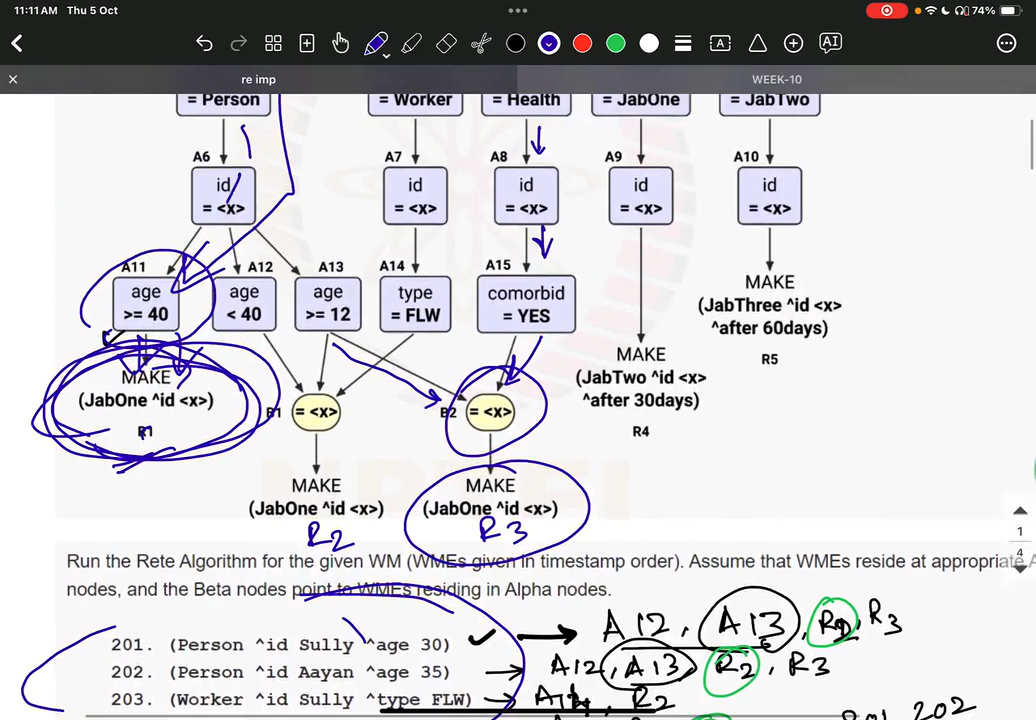 11:11 AM Thu 5 Oct
74%
A
AI
re imp
WEEK-10
= Person
= Worker
= Health
= JabOne
= JabTwo
A6
A7
A8
A9
A10
id
= <x>
id
= <x>
id
= <x>
id
= <x>
id
= <x>
A11
A12
A13
A14
A15
age
>= 40
age
< 40
age
>= 12
type
= FLW
comorbid
= YES
MAKE
(JabThree ^id <x>
^after 60days)
R5
MAKE
(JabOne ^id <x>)
R1
MAKE
(JabTwo ^id <x>
^after 30days)
R4
B1
= <x>
B2
= <x>
MAKE
(JabOne ^id <x>)
R2
MAKE
(JabOne ^id <x>)
R3
Run the Rete Algorithm for the given WM (WMEs given in timestamp order). Assume that WMEs reside at appropriate A
nodes, and the Beta nodes point to WMEs residing in Alpha nodes.
201. (Person ^id Sully ^age 30)
A12, A13, R2, R3
202. (Person ^id Aayan ^age 35)
A12, A13 R2, R3
203. (Worker ^id Sully ^type FLW)
A14, R2
202
1
4